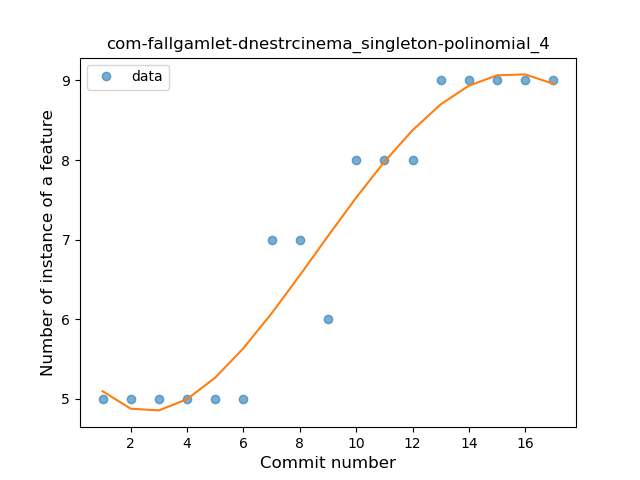 com-fallgamlet-dnestrcinema_singleton-polinomial_4
data
Number of instance of a feature
9
8
7
6
5
2 4 6 8 10 12 14 16
Commit number